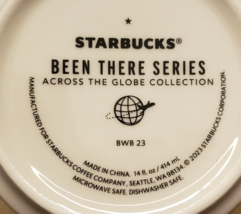 STARBUCKS®
BEEN THERE SERIES
ACROSS THE GLOBE COLLECTION
BWB 23
MADE IN CHINA. 14 fl. oz / 414 mL
MANUFACTURED FOR STARBUCKS COFFEE COMPANY, SEATTLE, WA 98134 © 2023 STARBUCKS CORPORATION.
MICROWAVE SAFE. DISHWASHER SAFE.